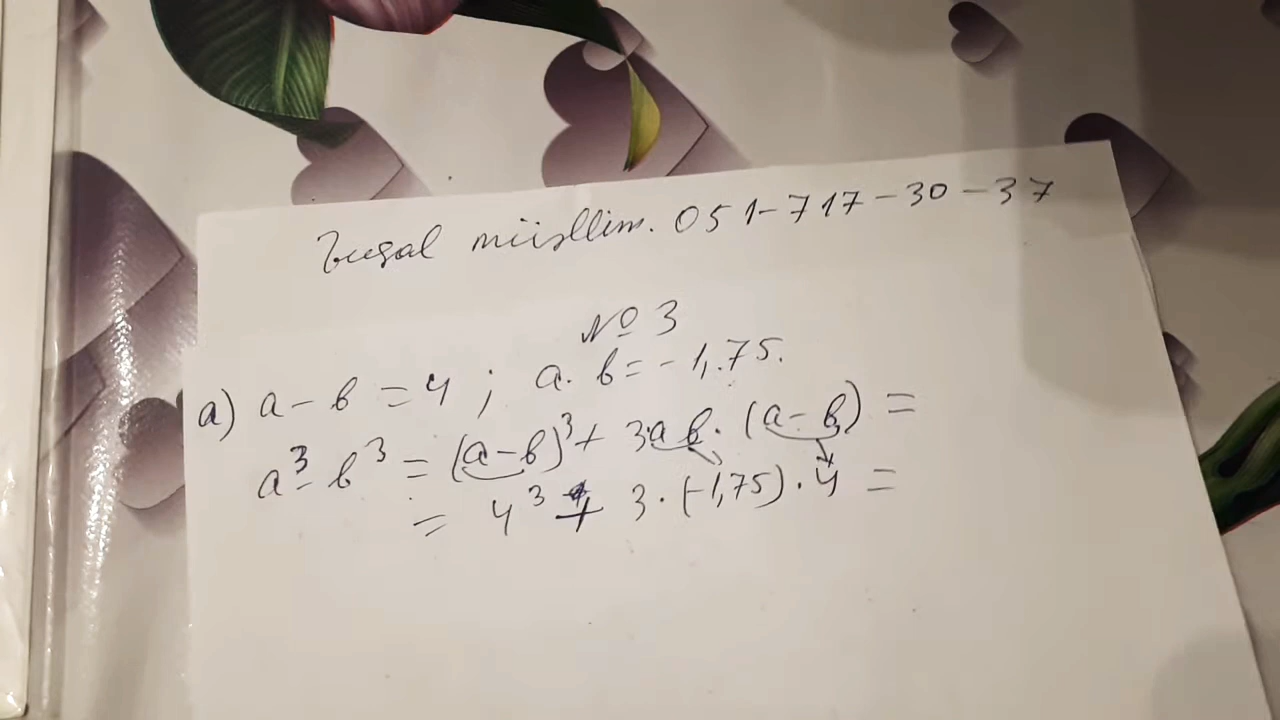 müəllim. 051-717-30-37
№ 3
a) a - b = 4 ; a · b = - 1,75.
a³ - b³ = (a - b)³ + 3ab · (a - b) =
= 4³ + 3 · (-1,75) · 4 =